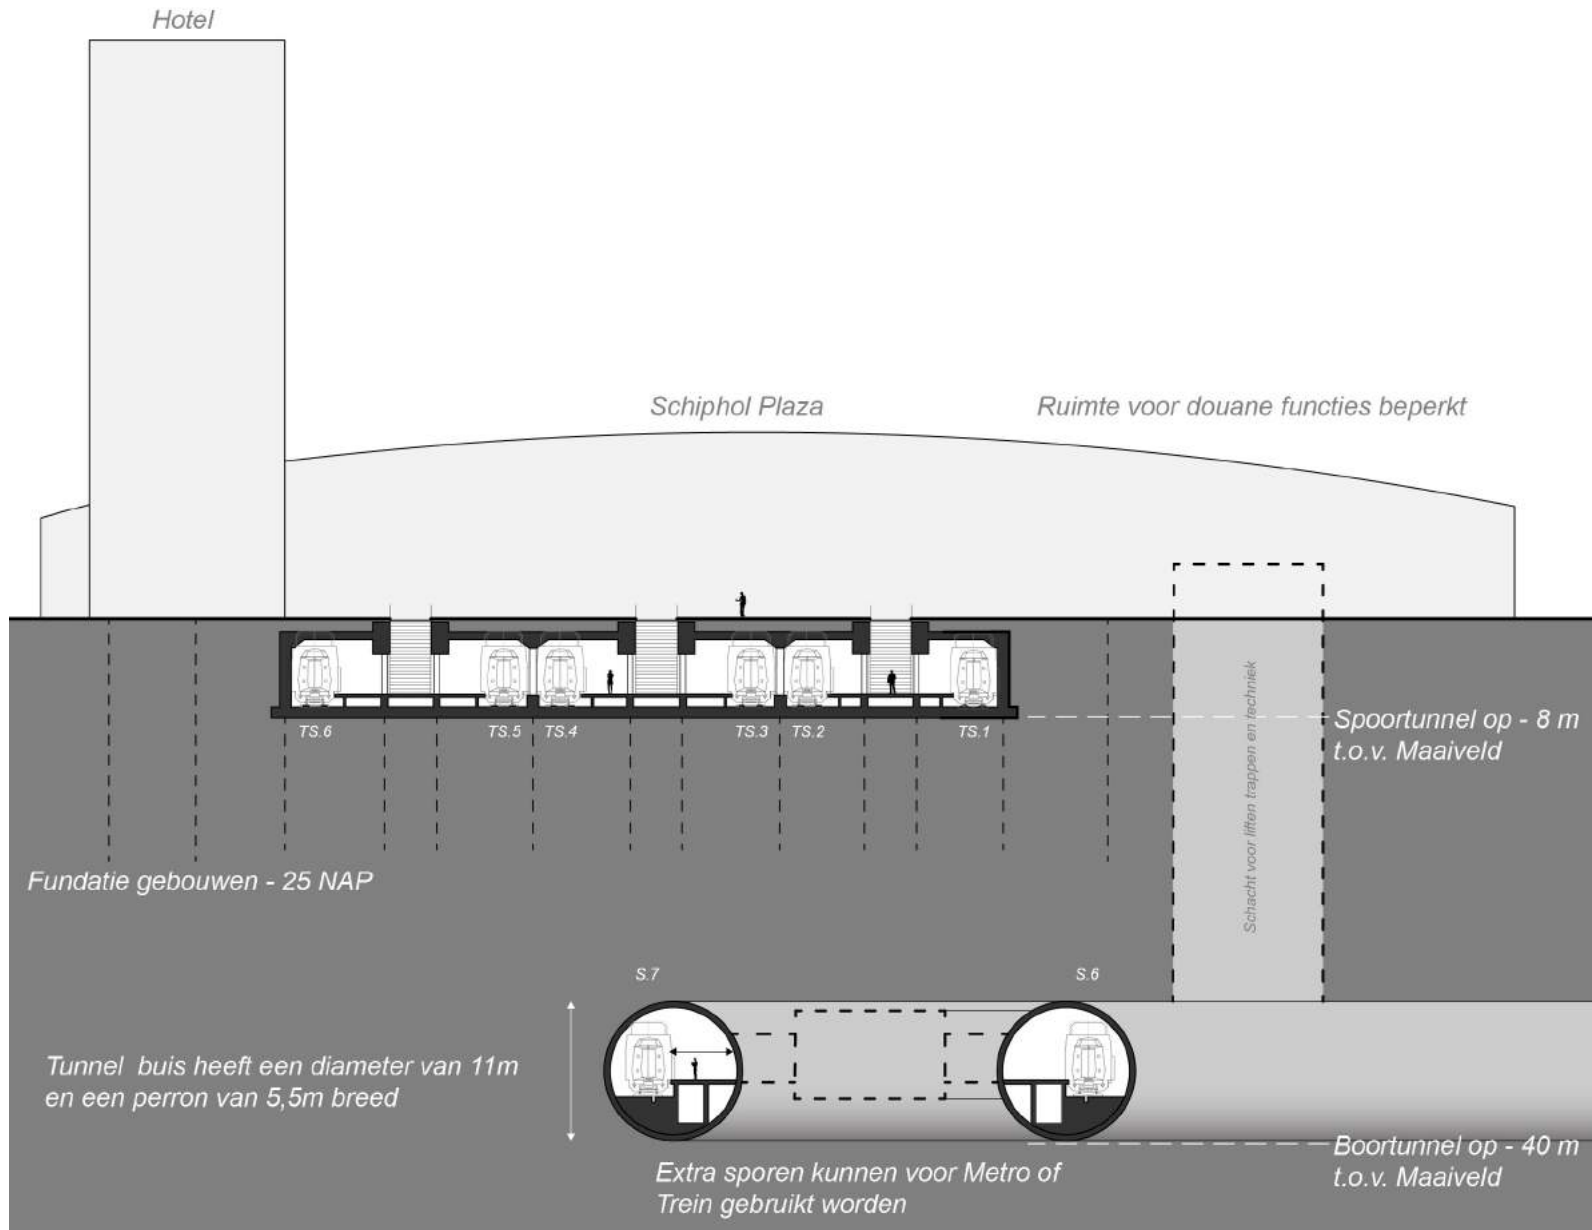 Hotel
Schiphol Plaza
Ruimte voor douane functies beperkt
TS.6
TS.5
TS.4
TS.3
TS.2
TS.1
Schacht voor liften trappen en techniek
Spoortunnel op - 8 m
t.o.v. Maaiveld
Fundatie gebouwen - 25 NAP
S.7
S.6
Tunnel buis heeft een diameter van 11m
en een perron van 5,5m breed
Boortunnel op - 40 m
t.o.v. Maaiveld
Extra sporen kunnen voor Metro of
Trein gebruikt worden